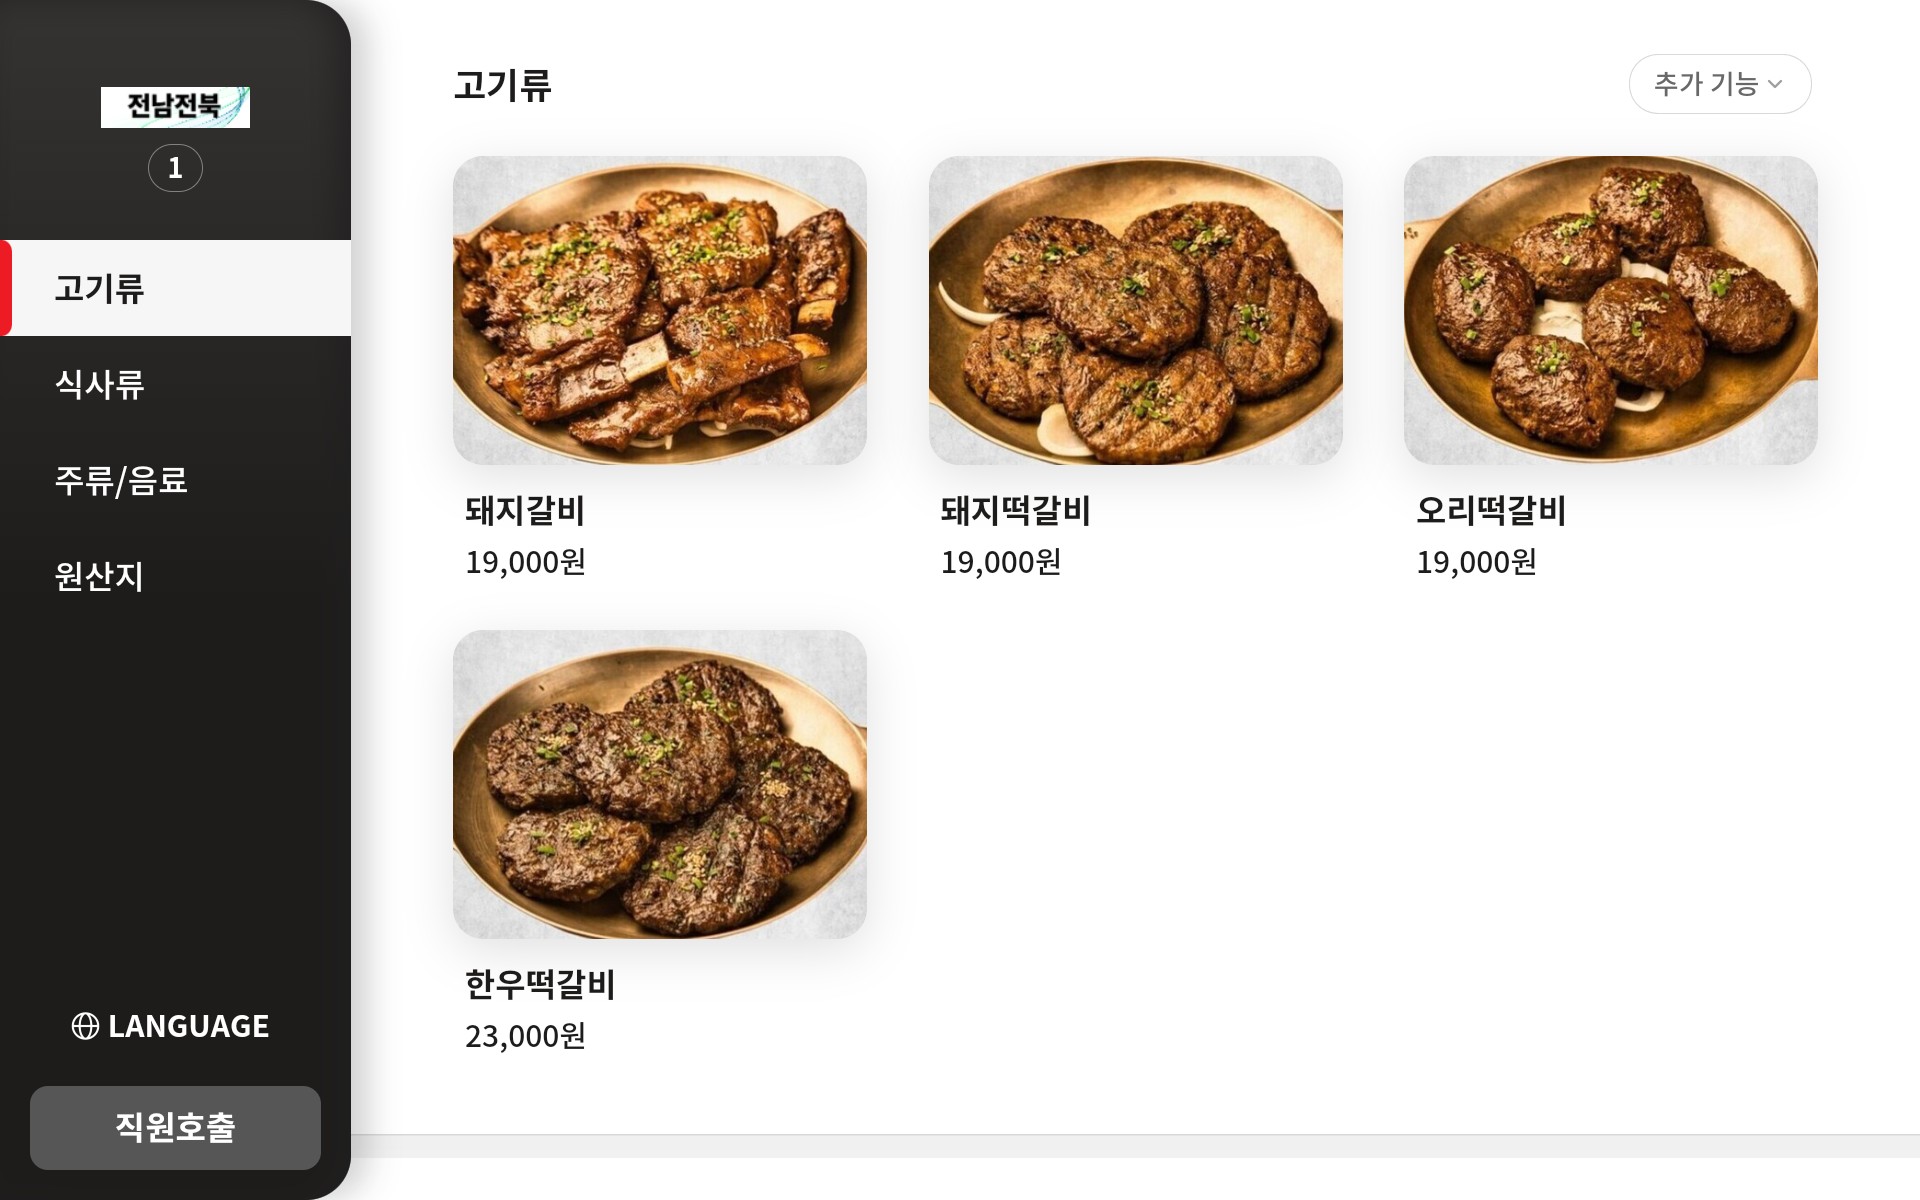 전남전북
1
고기류
식사류
주류/음료
원산지
LANGUAGE
직원호출
고기류
추가 기능
돼지갈비
19,000원
돼지떡갈비
19,000원
오리떡갈비
19,000원
한우떡갈비
23,000원